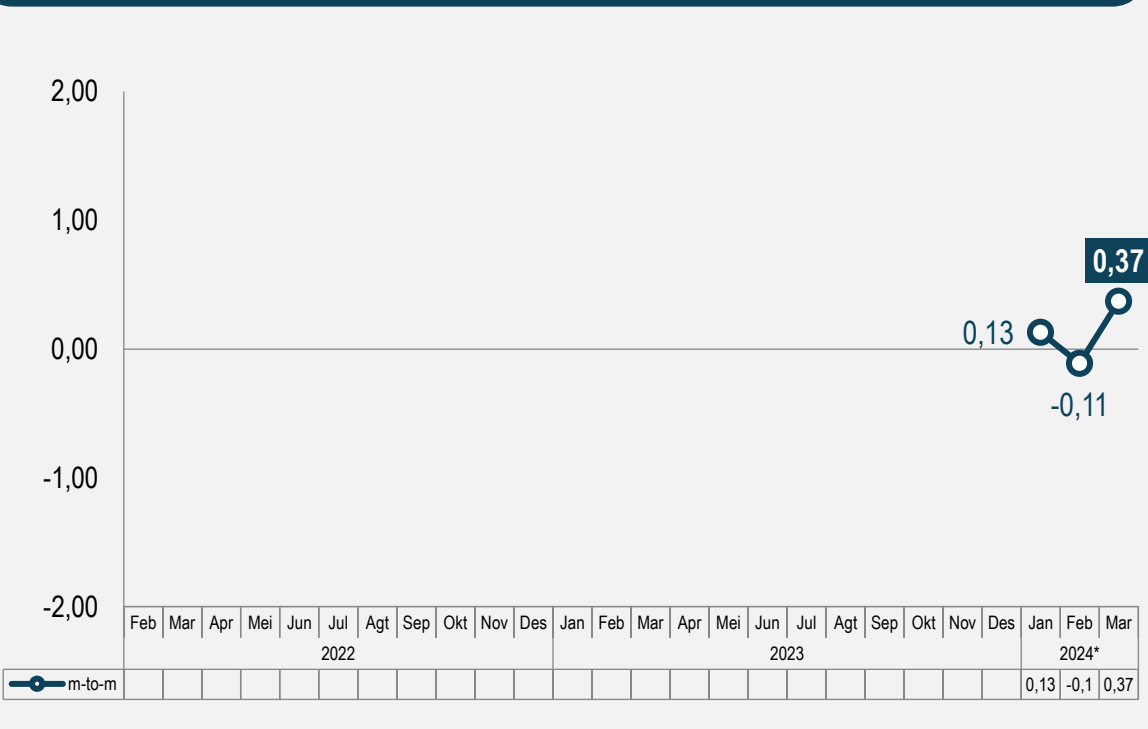 2,00
1,00
0,37
0,13
0,00
-0,11
-1,00
-2,00
Feb Mar Apr Mei Jun Jul Agt Sep Okt Nov Des Jan Feb Mar Apr Mei Jun Jul Agt Sep Okt Nov Des Jan Feb Mar
2022 2023 2024*
m-to-m 0,13 -0,1 0,37